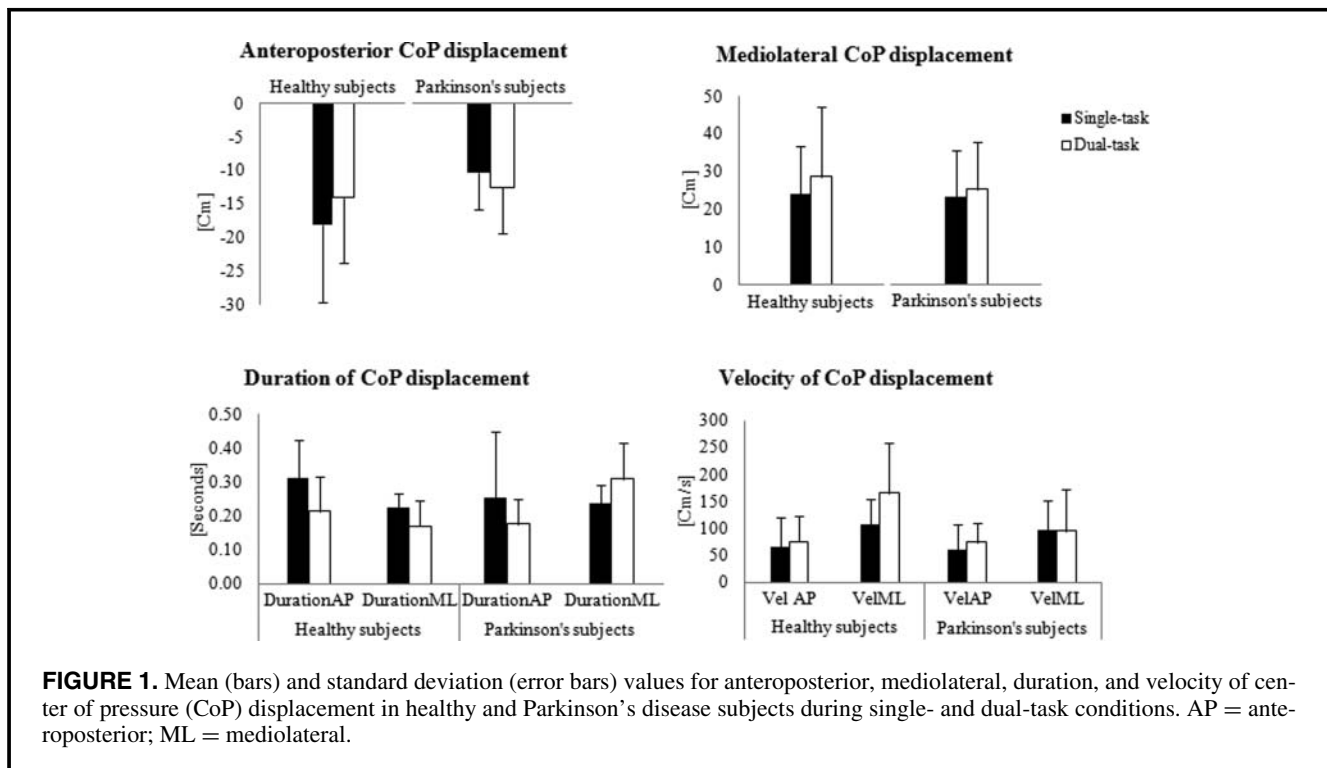 Anteroposterior CoP displacement
Healthy subjects Parkinson's subjects
0
-5
-10
-15
-20
-25
-30
[Cm]
Mediolateral CoP displacement
50
40
30
20
10
0
[Cm]
Healthy subjects Parkinson's subjects
Single-task
Dual-task
Duration of CoP displacement
0.50
0.40
0.30
0.20
0.10
0.00
[Seconds]
DurationAP DurationML DurationAP DurationML
Healthy subjects Parkinson's subjects
Velocity of CoP displacement
300
250
200
150
100
50
0
[Cm/s]
Vel AP VelML VelAP VelML
Healthy subjects Parkinson's subjects
FIGURE 1. Mean (bars) and standard deviation (error bars) values for anteroposterior, mediolateral, duration, and velocity of cen-
ter of pressure (CoP) displacement in healthy and Parkinson's disease subjects during single- and dual-task conditions. AP = ante-
roposterior; ML = mediolateral.